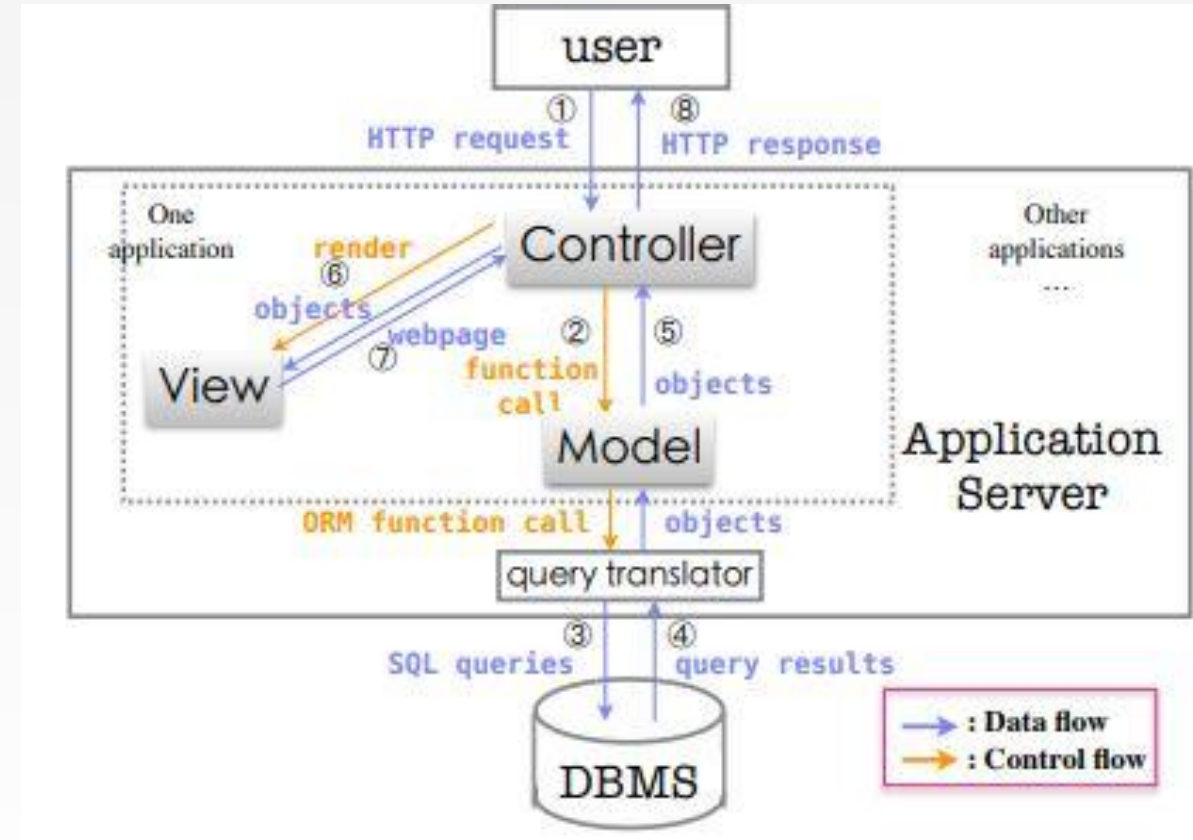 user
① ⑧
HTTP request
HTTP response
One
application
render
⑥
objects
Controller
Other
applications
...
webpage
⑦
② ⑤
function
call
objects
View
Model
Application
Server
ORM function call
objects
query translator
③ ④
SQL queries
query results
DBMS
: Data flow
: Control flow